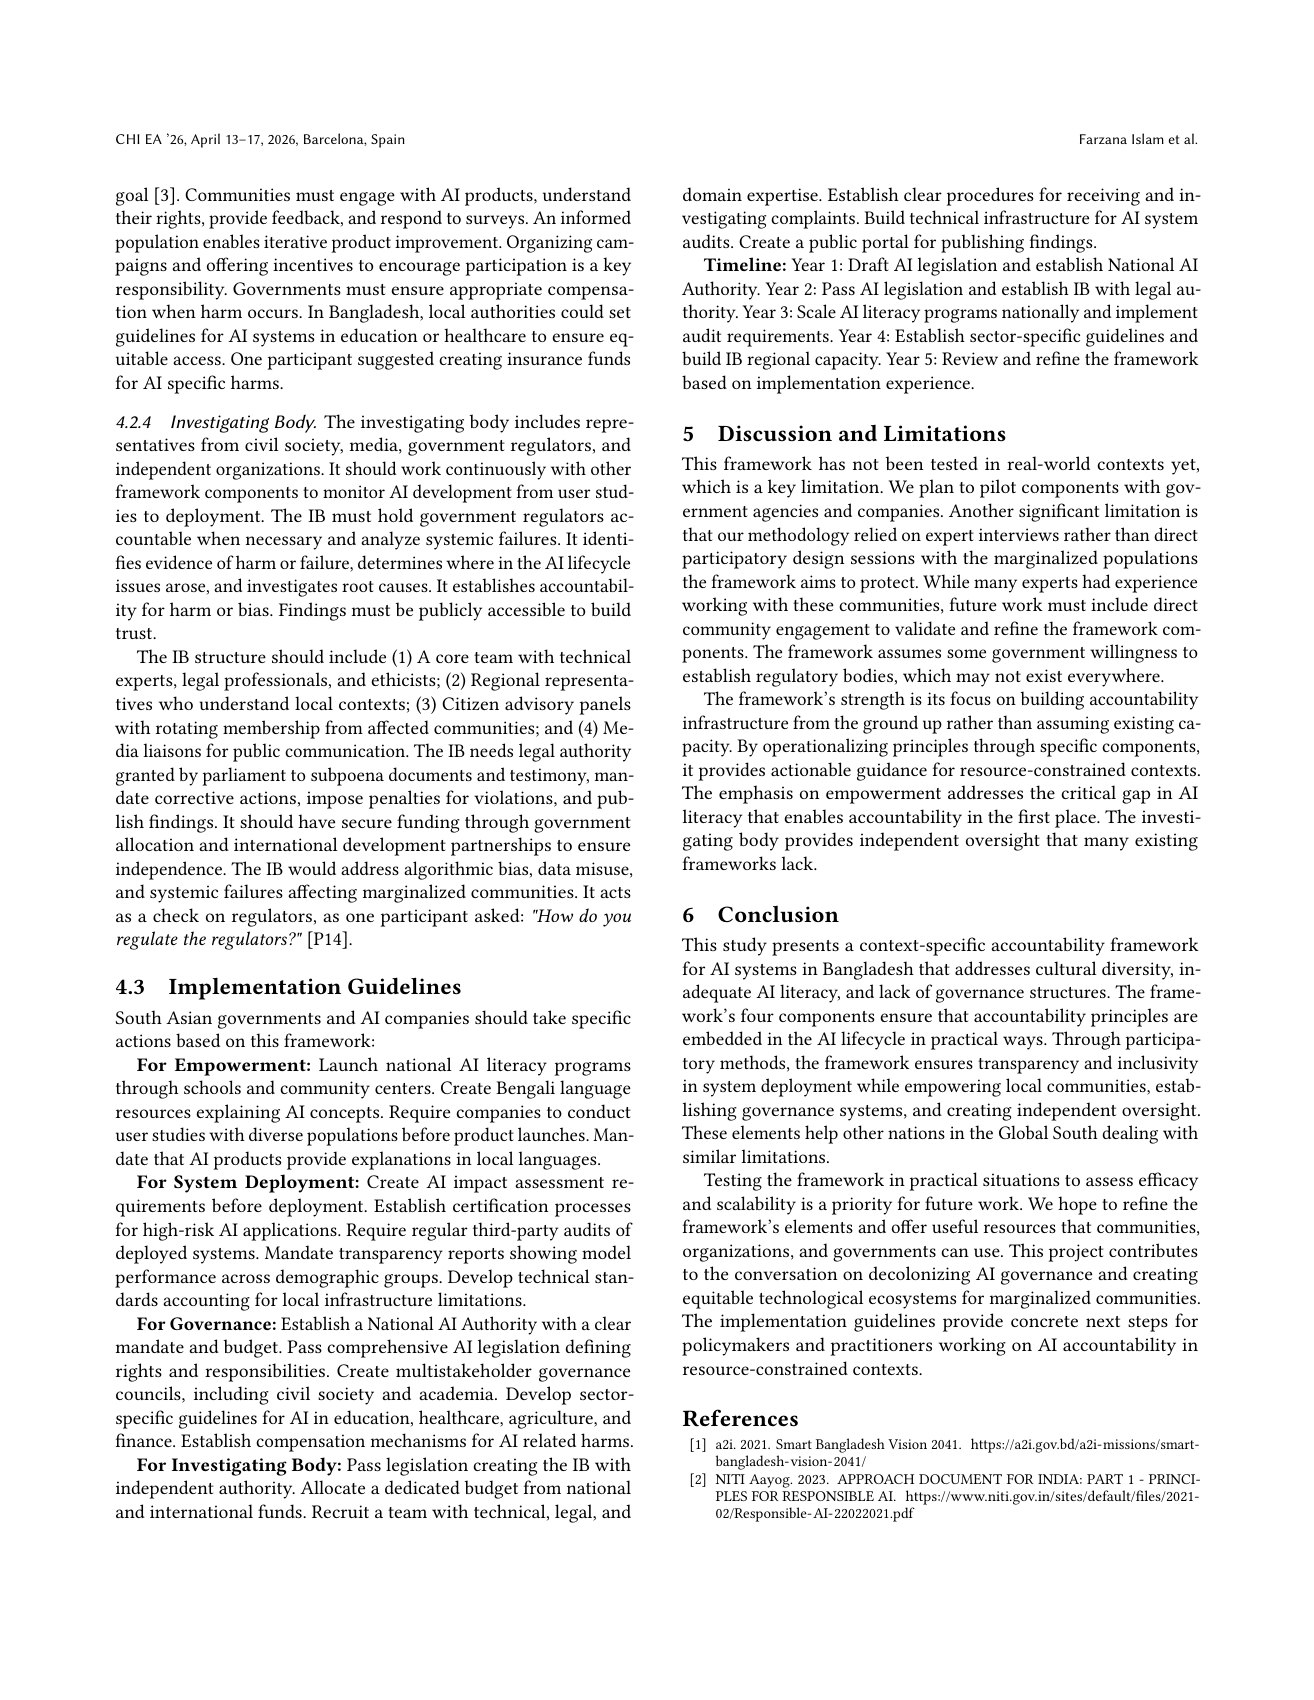 CHI EA '26, April 13–17, 2026, Barcelona, Spain
Farzana Islam et al.
goal [3]. Communities must engage with AI products, understand
their rights, provide feedback, and respond to surveys. An informed
population enables iterative product improvement. Organizing cam-
paigns and offering incentives to encourage participation is a key
responsibility. Governments must ensure appropriate compensa-
tion when harm occurs. In Bangladesh, local authorities could set
guidelines for AI systems in education or healthcare to ensure eq-
uitable access. One participant suggested creating insurance funds
for AI specific harms.
4.2.4 Investigating Body. The investigating body includes repre-
sentatives from civil society, media, government regulators, and
independent organizations. It should work continuously with other
framework components to monitor AI development from user stud-
ies to deployment. The IB must hold government regulators ac-
countable when necessary and analyze systemic failures. It identi-
fies evidence of harm or failure, determines where in the AI lifecycle
issues arose, and investigates root causes. It establishes accountabil-
ity for harm or bias. Findings must be publicly accessible to build
trust.
The IB structure should include (1) A core team with technical
experts, legal professionals, and ethicists; (2) Regional representa-
tives who understand local contexts; (3) Citizen advisory panels
with rotating membership from affected communities; and (4) Me-
dia liaisons for public communication. The IB needs legal authority
granted by parliament to subpoena documents and testimony, man-
date corrective actions, impose penalties for violations, and pub-
lish findings. It should have secure funding through government
allocation and international development partnerships to ensure
independence. The IB would address algorithmic bias, data misuse,
and systemic failures affecting marginalized communities. It acts
as a check on regulators, as one participant asked: "How do you
regulate the regulators?" [P14].
4.3 Implementation Guidelines
South Asian governments and AI companies should take specific
actions based on this framework:
For Empowerment: Launch national AI literacy programs
through schools and community centers. Create Bengali language
resources explaining AI concepts. Require companies to conduct
user studies with diverse populations before product launches. Man-
date that AI products provide explanations in local languages.
For System Deployment: Create AI impact assessment re-
quirements before deployment. Establish certification processes
for high-risk AI applications. Require regular third-party audits of
deployed systems. Mandate transparency reports showing model
performance across demographic groups. Develop technical stan-
dards accounting for local infrastructure limitations.
For Governance: Establish a National AI Authority with a clear
mandate and budget. Pass comprehensive AI legislation defining
rights and responsibilities. Create multistakeholder governance
councils, including civil society and academia. Develop sector-
specific guidelines for AI in education, healthcare, agriculture, and
finance. Establish compensation mechanisms for AI related harms.
For Investigating Body: Pass legislation creating the IB with
independent authority. Allocate a dedicated budget from national
and international funds. Recruit a team with technical, legal, and
domain expertise. Establish clear procedures for receiving and in-
vestigating complaints. Build technical infrastructure for AI system
audits. Create a public portal for publishing findings.
Timeline: Year 1: Draft AI legislation and establish National AI
Authority. Year 2: Pass AI legislation and establish IB with legal au-
thority. Year 3: Scale AI literacy programs nationally and implement
audit requirements. Year 4: Establish sector-specific guidelines and
build IB regional capacity. Year 5: Review and refine the framework
based on implementation experience.
5 Discussion and Limitations
This framework has not been tested in real-world contexts yet,
which is a key limitation. We plan to pilot components with gov-
ernment agencies and companies. Another significant limitation is
that our methodology relied on expert interviews rather than direct
participatory design sessions with the marginalized populations
the framework aims to protect. While many experts had experience
working with these communities, future work must include direct
community engagement to validate and refine the framework com-
ponents. The framework assumes some government willingness to
establish regulatory bodies, which may not exist everywhere.
The framework's strength is its focus on building accountability
infrastructure from the ground up rather than assuming existing ca-
pacity. By operationalizing principles through specific components,
it provides actionable guidance for resource-constrained contexts.
The emphasis on empowerment addresses the critical gap in AI
literacy that enables accountability in the first place. The investi-
gating body provides independent oversight that many existing
frameworks lack.
6 Conclusion
This study presents a context-specific accountability framework
for AI systems in Bangladesh that addresses cultural diversity, in-
adequate AI literacy, and lack of governance structures. The frame-
work's four components ensure that accountability principles are
embedded in the AI lifecycle in practical ways. Through participa-
tory methods, the framework ensures transparency and inclusivity
in system deployment while empowering local communities, estab-
lishing governance systems, and creating independent oversight.
These elements help other nations in the Global South dealing with
similar limitations.
Testing the framework in practical situations to assess efficacy
and scalability is a priority for future work. We hope to refine the
framework's elements and offer useful resources that communities,
organizations, and governments can use. This project contributes
to the conversation on decolonizing AI governance and creating
equitable technological ecosystems for marginalized communities.
The implementation guidelines provide concrete next steps for
policymakers and practitioners working on AI accountability in
resource-constrained contexts.
References
[1] a2i. 2021. Smart Bangladesh Vision 2041. https://a2i.gov.bd/a2i-missions/smart-
bangladesh-vision-2041/
[2] NITI Aayog. 2023. APPROACH DOCUMENT FOR INDIA: PART 1 - PRINCI-
PLES FOR RESPONSIBLE AI. https://www.niti.gov.in/sites/default/files/2021-
02/Responsible-AI-22022021.pdf